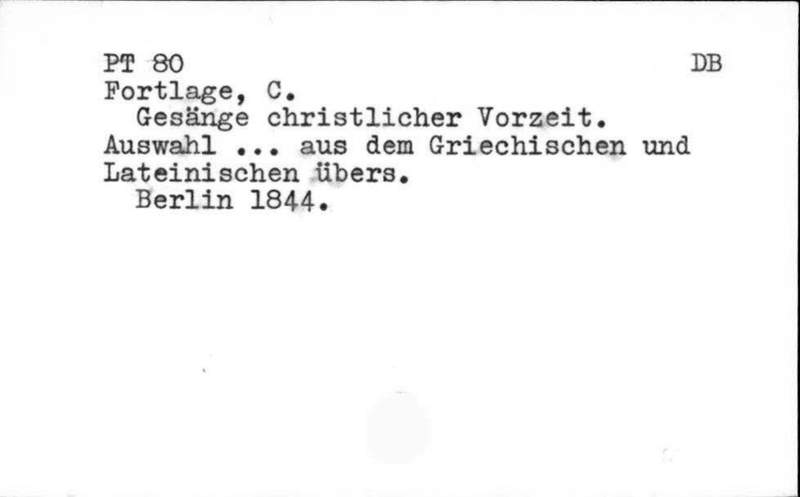 PT 80 DB
Fortlage, C.
Gesänge christlicher Vorzeit.
Auswahl ... aus dem Griechischen und
Lateinischen übers.
Berlin 1844.